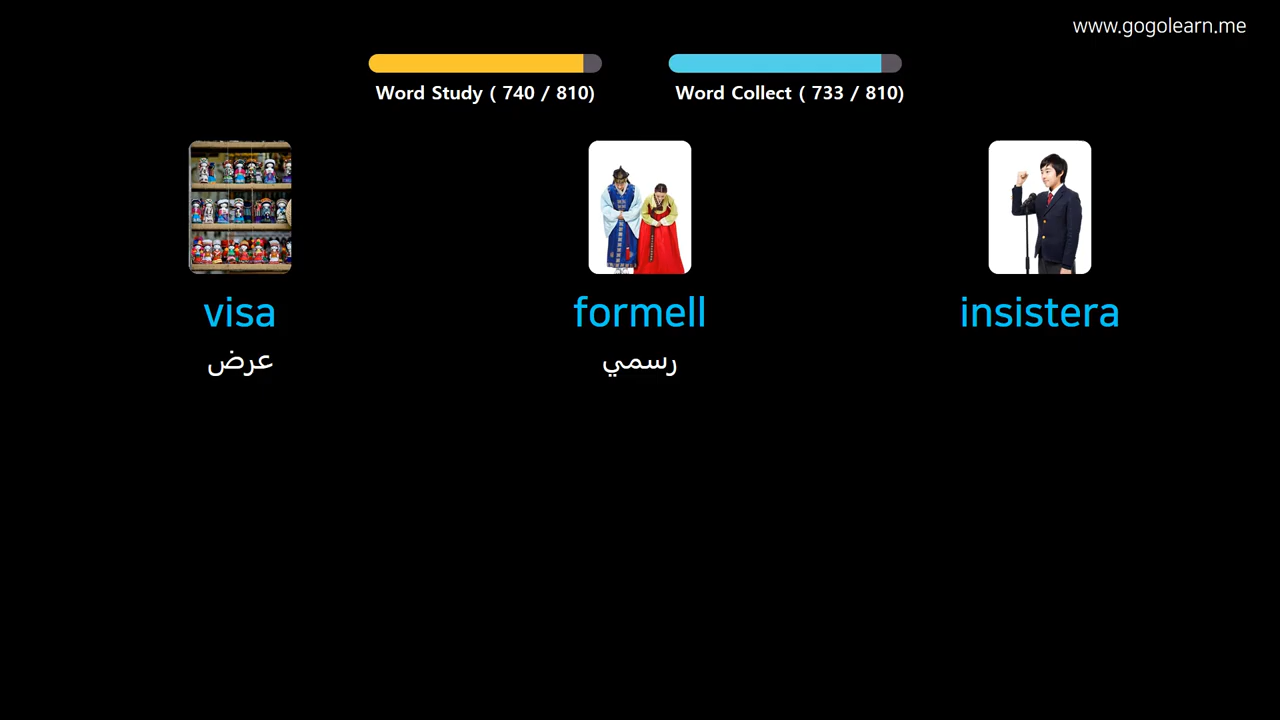 www.gogolearn.me
Word Study ( 740 / 810)
Word Collect ( 733 / 810)
visa
formell
insistera
عرض
رسمي